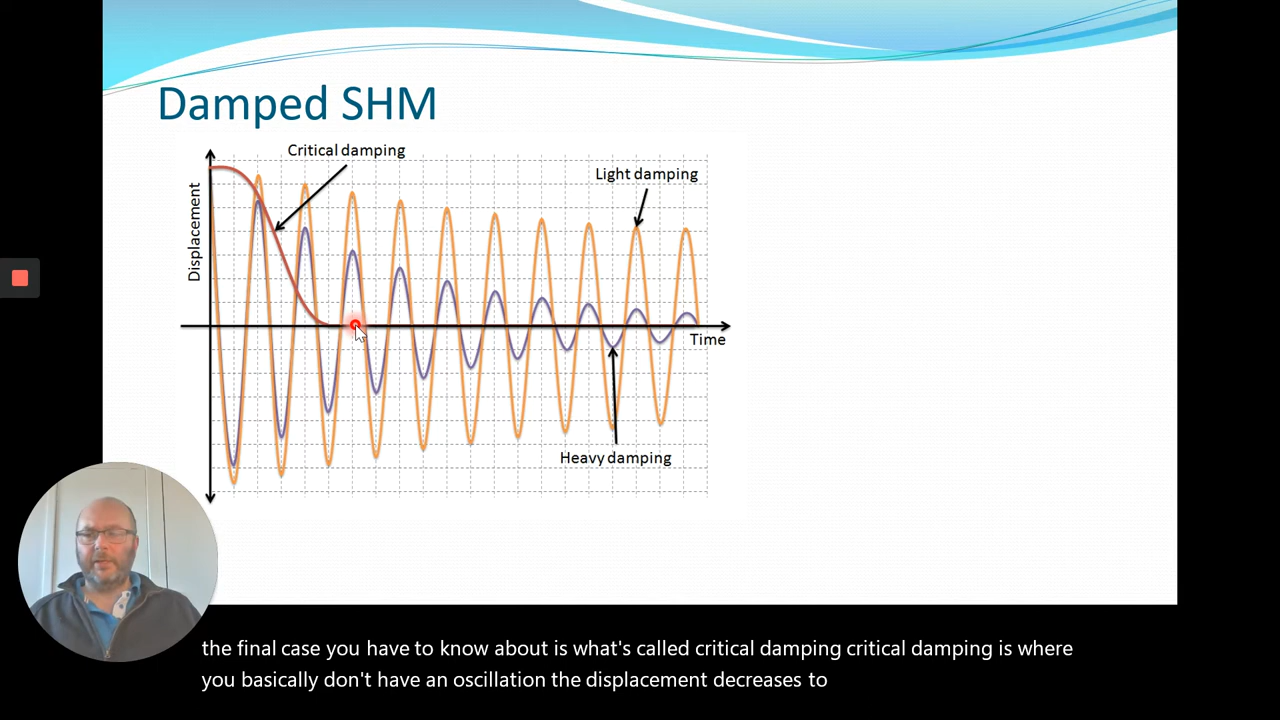 Damped SHM
Critical damping
Light damping
Displacement
Time
Heavy damping
the final case you have to know about is what's called critical damping critical damping is where
you basically don't have an oscillation the displacement decreases to